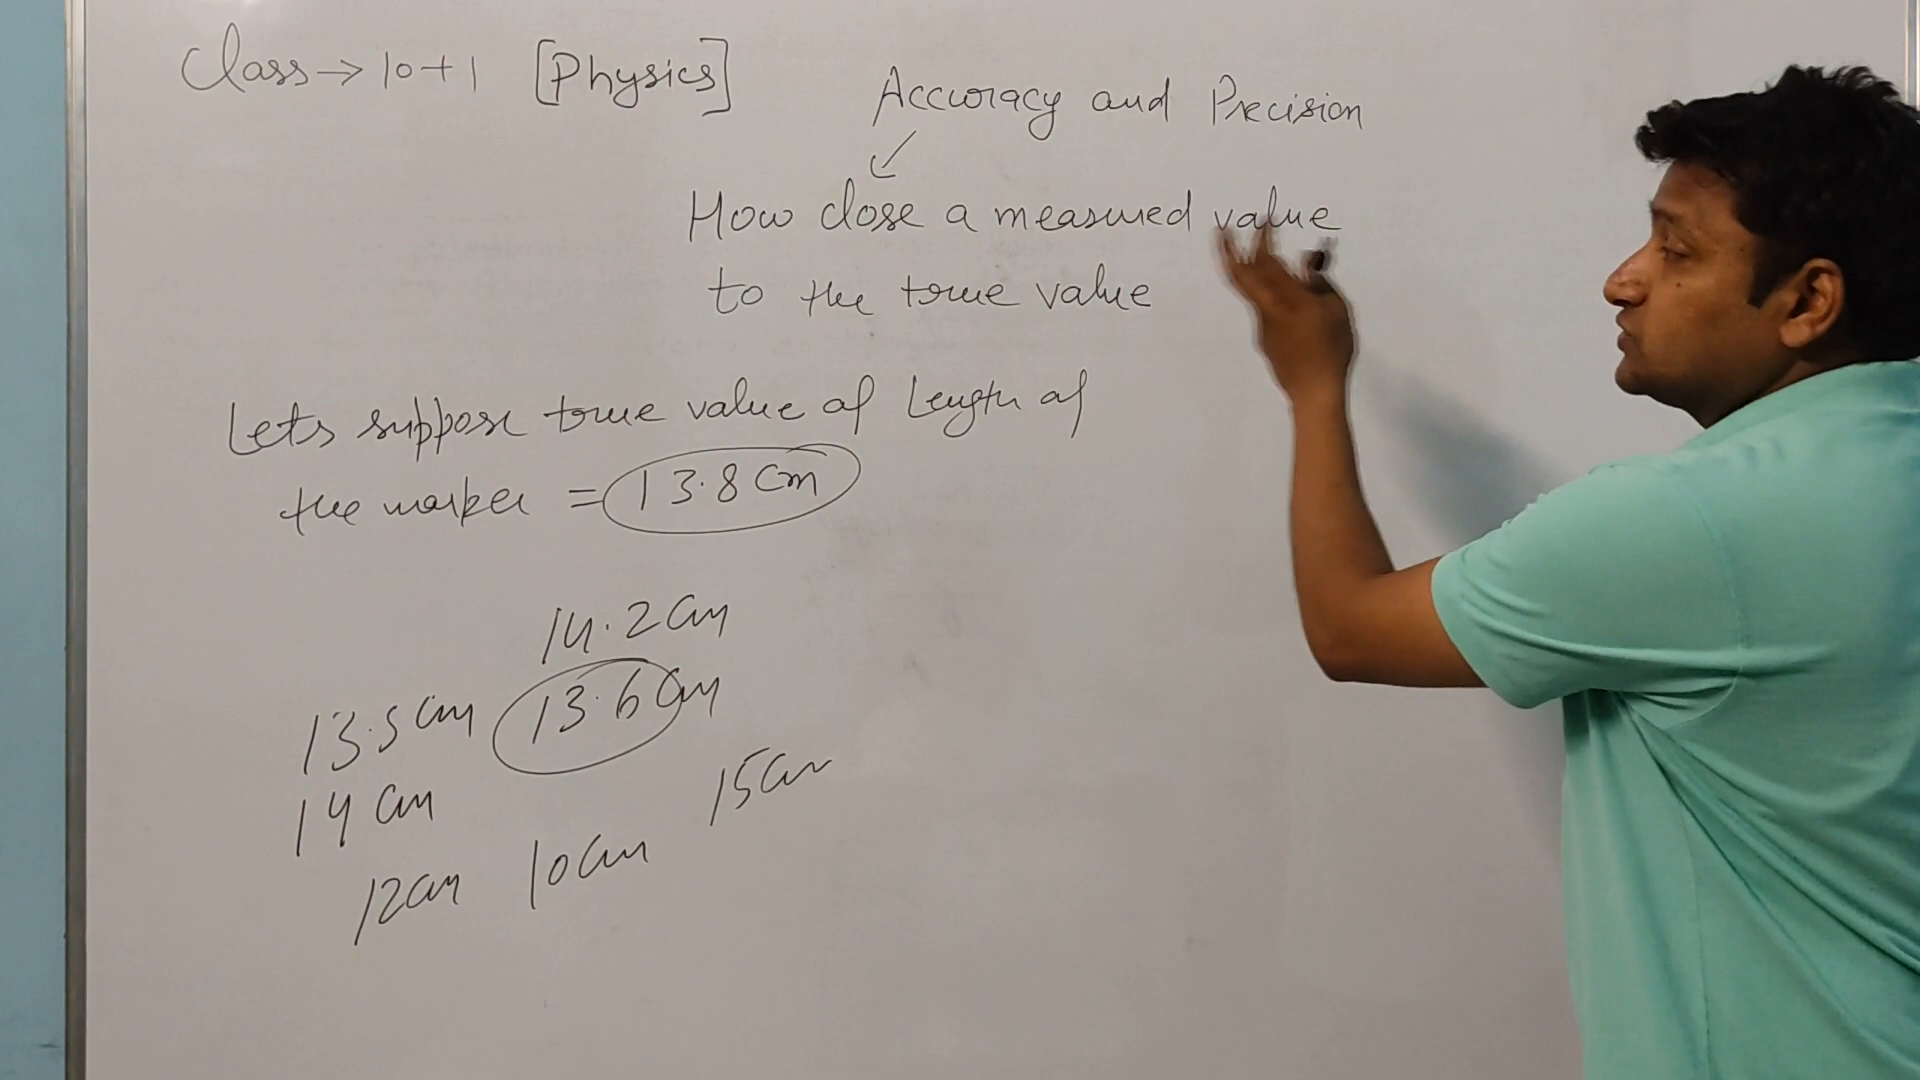 Class → 10+1 [Physics]
Accuracy and Precision
How close a measured value
to the true value
Lets suppose true value of Length of
the marker = 13.8 cm
14.2 cm
13.5 cm 13.6 cm
14 cm
15 cm
12 cm 10 cm